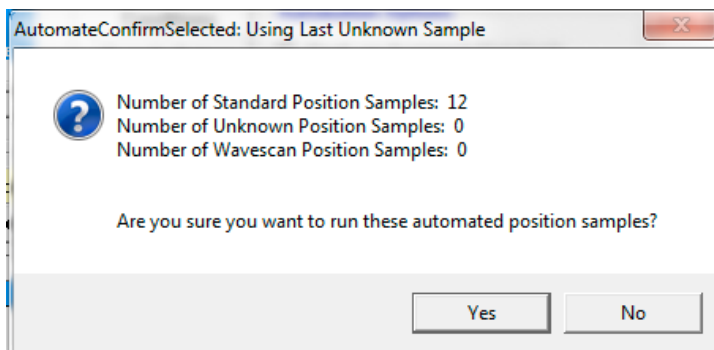 AutomateConfirmSelected: Using Last Unknown Sample
Number of Standard Position Samples: 12
Number of Unknown Position Samples: 0
Number of Wavescan Position Samples: 0
Are you sure you want to run these automated position samples?
Yes No